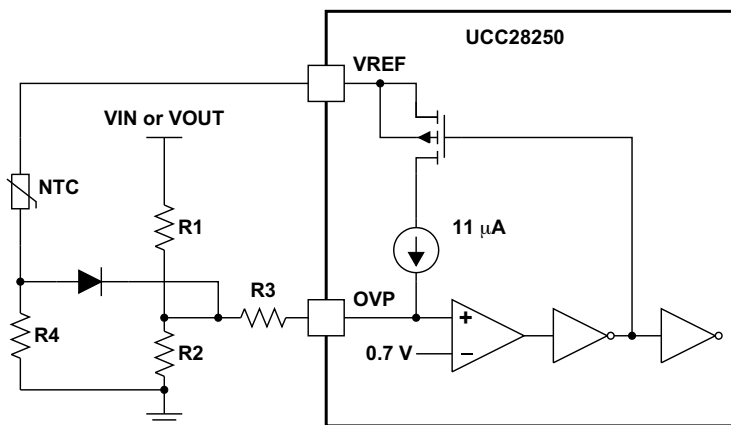 UCC28250
VREF
VIN or VOUT
NTC
R1
11 μA
R3
OVP
R4
R2
0.7 V
+
−